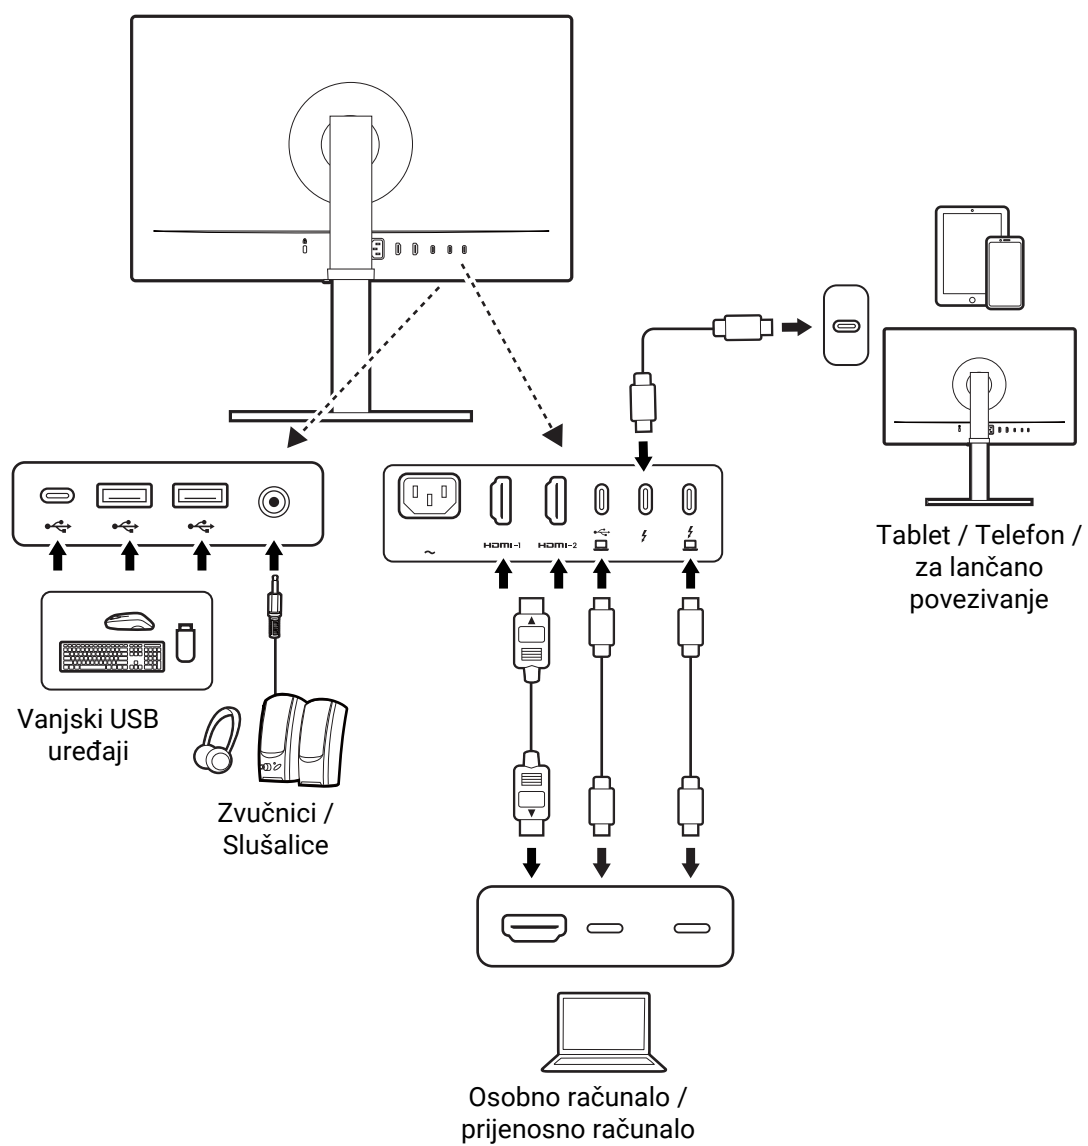 HDMI-1
HDMI-2
Tablet / Telefon /
za lančano
povezivanje
Vanjski USB
uređaji
Zvučnici /
Slušalice
Osobno računalo /
prijenosno računalo